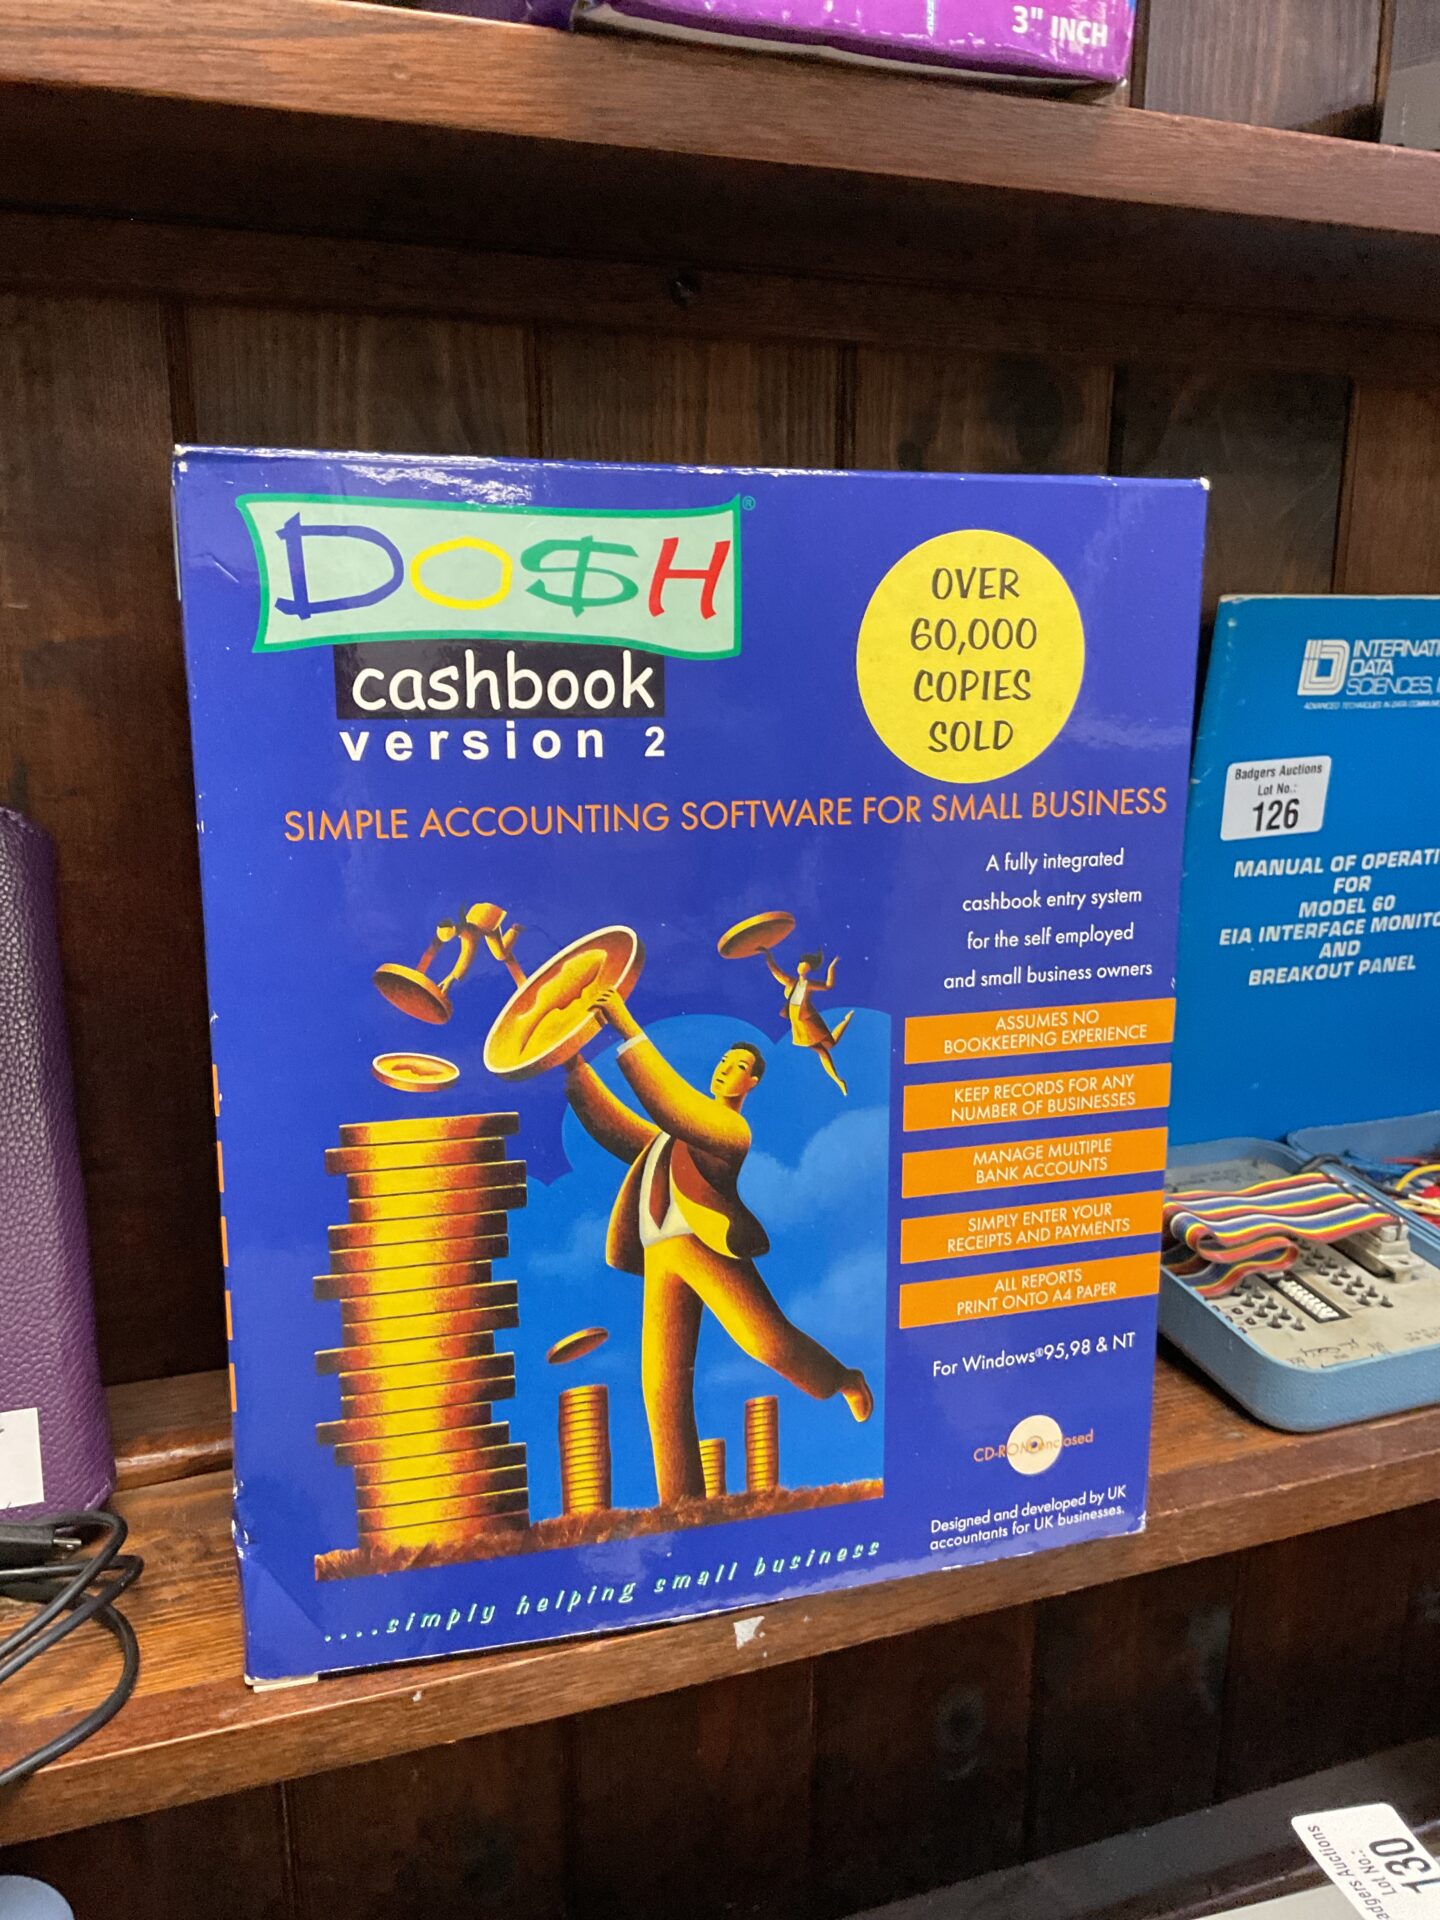 3" INCH
DO$H®
cashbook
version 2
OVER
60,000
COPIES
SOLD
SIMPLE ACCOUNTING SOFTWARE FOR SMALL BUSINESS
A fully integrated
cashbook entry system
for the self employed
and small business owners
ASSUMES NO
BOOKKEEPING EXPERIENCE
KEEP RECORDS FOR ANY
NUMBER OF BUSINESSES
MANAGE MULTIPLE
BANK ACCOUNTS
SIMPLY ENTER YOUR
RECEIPTS AND PAYMENTS
ALL REPORTS
PRINT ONTO A4 PAPER
For Windows®95,98 & NT
CD-ROM enclosed
Designed and developed by UK
accountants for UK businesses.
....simply helping small business
INTERNATI
DATA
SCIENCES,
Badgers Auctions
Lot No.:
126
MANUAL OF OPERATI
FOR
MODEL 60
EIA INTERFACE MONITO
AND
BREAKOUT PANEL
adgers Auctions
Lot No.:
130